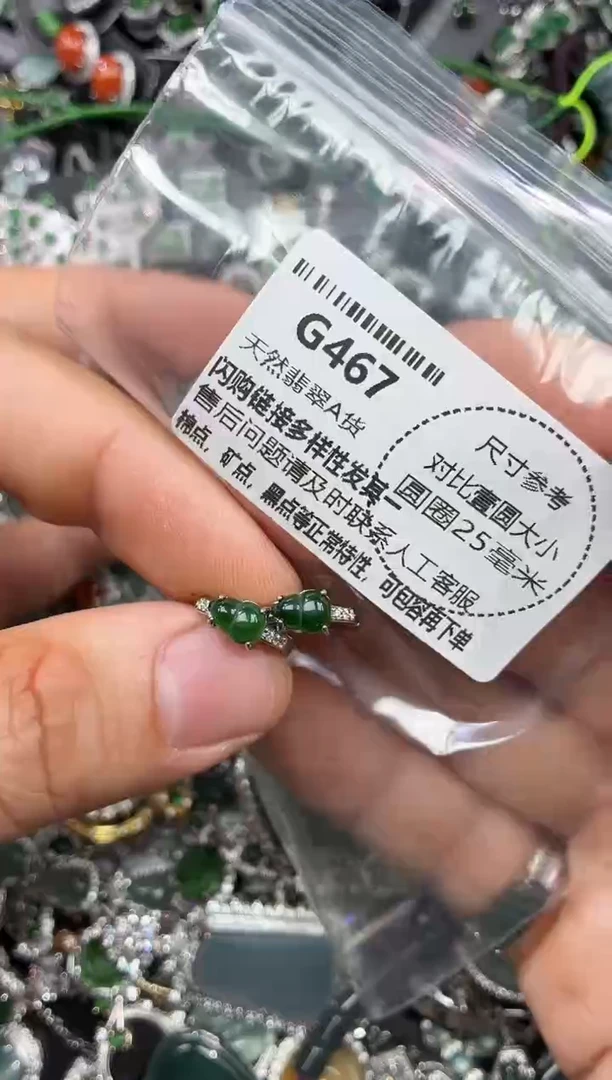 G467
天然翡翠A货
闪购链接多样性发其一
售后问题请及时联系人工客服
棉点，矿点，黑点等正常特性，可包容再下单
尺寸参考
对比置圆大小
圆圈25毫米